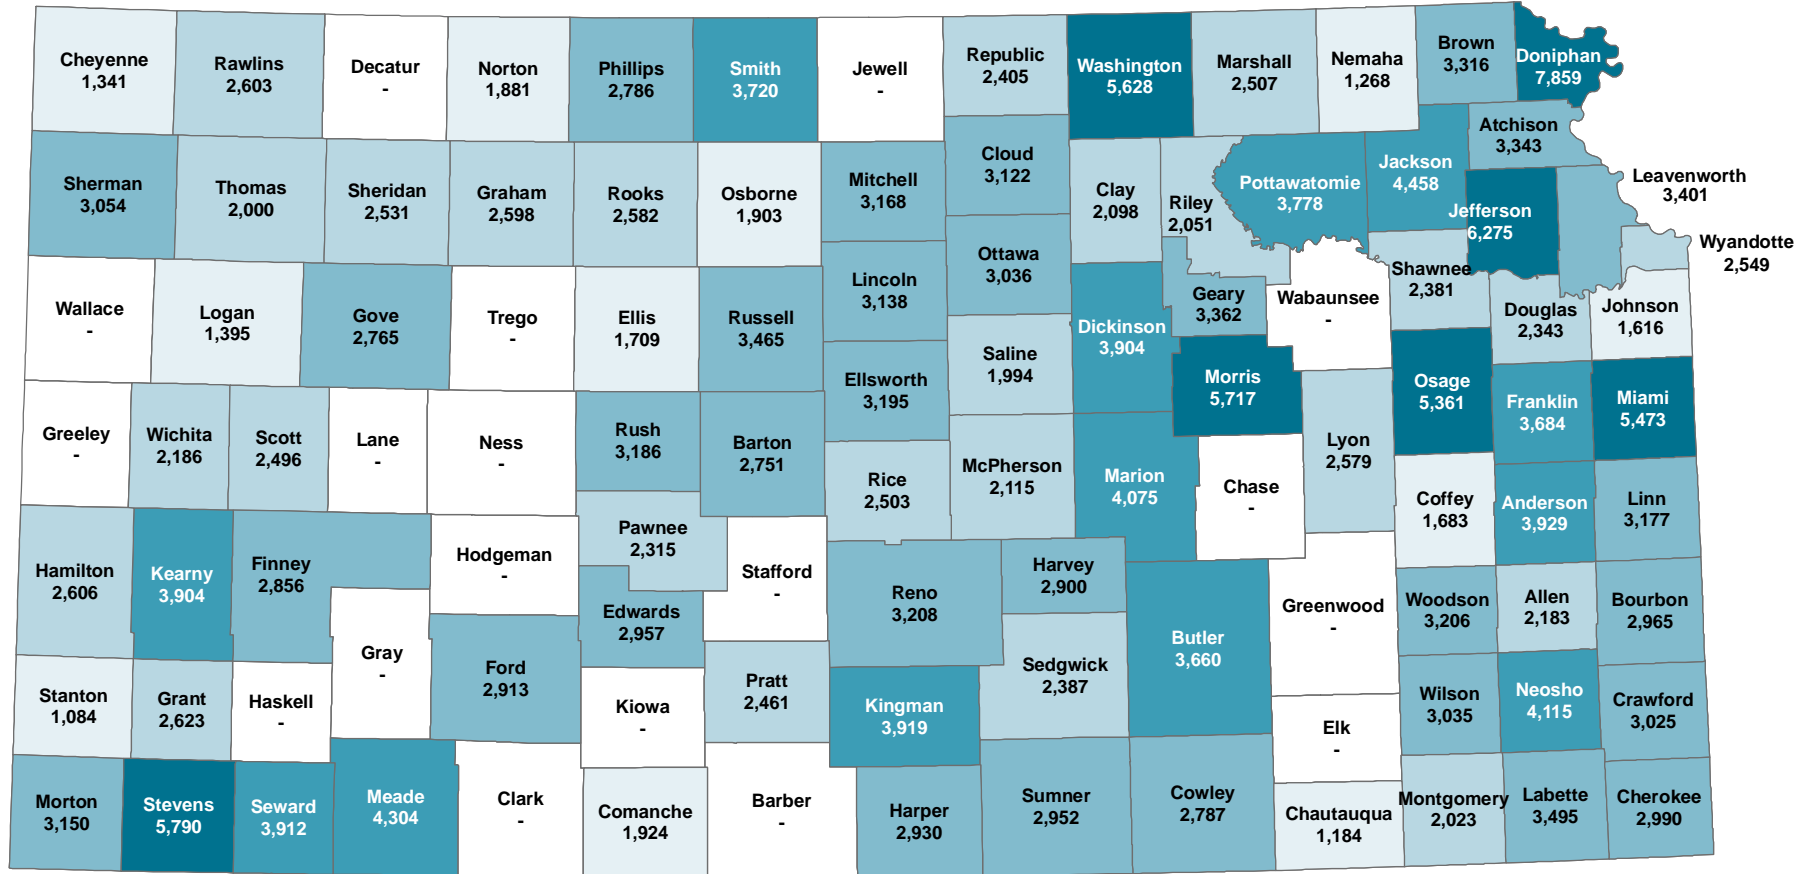 Cheyenne
1,341
Rawlins
2,603
Decatur
-
Norton
1,881
Phillips
2,786
Smith
3,720
Jewell
-
Republic
2,405
Washington
5,628
Marshall
2,507
Nemaha
1,268
Brown
3,316
Doniphan
7,859
Sherman
3,054
Thomas
2,000
Sheridan
2,531
Graham
2,598
Rooks
2,582
Osborne
1,903
Mitchell
3,168
Cloud
3,122
Clay
2,098
Riley
2,051
Pottawatomie
3,778
Jackson
4,458
Atchison
3,343
Jefferson
6,275
Leavenworth
3,401
Wyandotte
2,549
Wallace
-
Logan
1,395
Gove
2,765
Trego
-
Ellis
1,709
Russell
3,465
Lincoln
3,138
Ottawa
3,036
Saline
1,994
Dickinson
3,904
Geary
3,362
Wabaunsee
-
Shawnee
2,381
Douglas
2,343
Johnson
1,616
Greeley
-
Wichita
2,186
Scott
2,496
Lane
-
Ness
-
Rush
3,186
Barton
2,751
Ellsworth
3,195
Rice
2,503
McPherson
2,115
Marion
4,075
Morris
5,717
Chase
-
Lyon
2,579
Osage
5,361
Franklin
3,684
Miami
5,473
Coffey
1,683
Anderson
3,929
Linn
3,177
Hamilton
2,606
Kearny
3,904
Finney
2,856
Hodgeman
-
Pawnee
2,315
Stafford
-
Edwards
2,957
Reno
3,208
Harvey
2,900
Sedgwick
2,387
Butler
3,660
Greenwood
-
Woodson
3,206
Allen
2,183
Bourbon
2,965
Stanton
1,084
Grant
2,623
Haskell
-
Gray
-
Ford
2,913
Kiowa
-
Pratt
2,461
Kingman
3,919
Elk
-
Wilson
3,035
Neosho
4,115
Crawford
3,025
Morton
3,150
Stevens
5,790
Seward
3,912
Meade
4,304
Clark
-
Comanche
1,924
Barber
-
Harper
2,930
Sumner
2,952
Cowley
2,787
Chautauqua
1,184
Montgomery
2,023
Labette
3,495
Cherokee
2,990